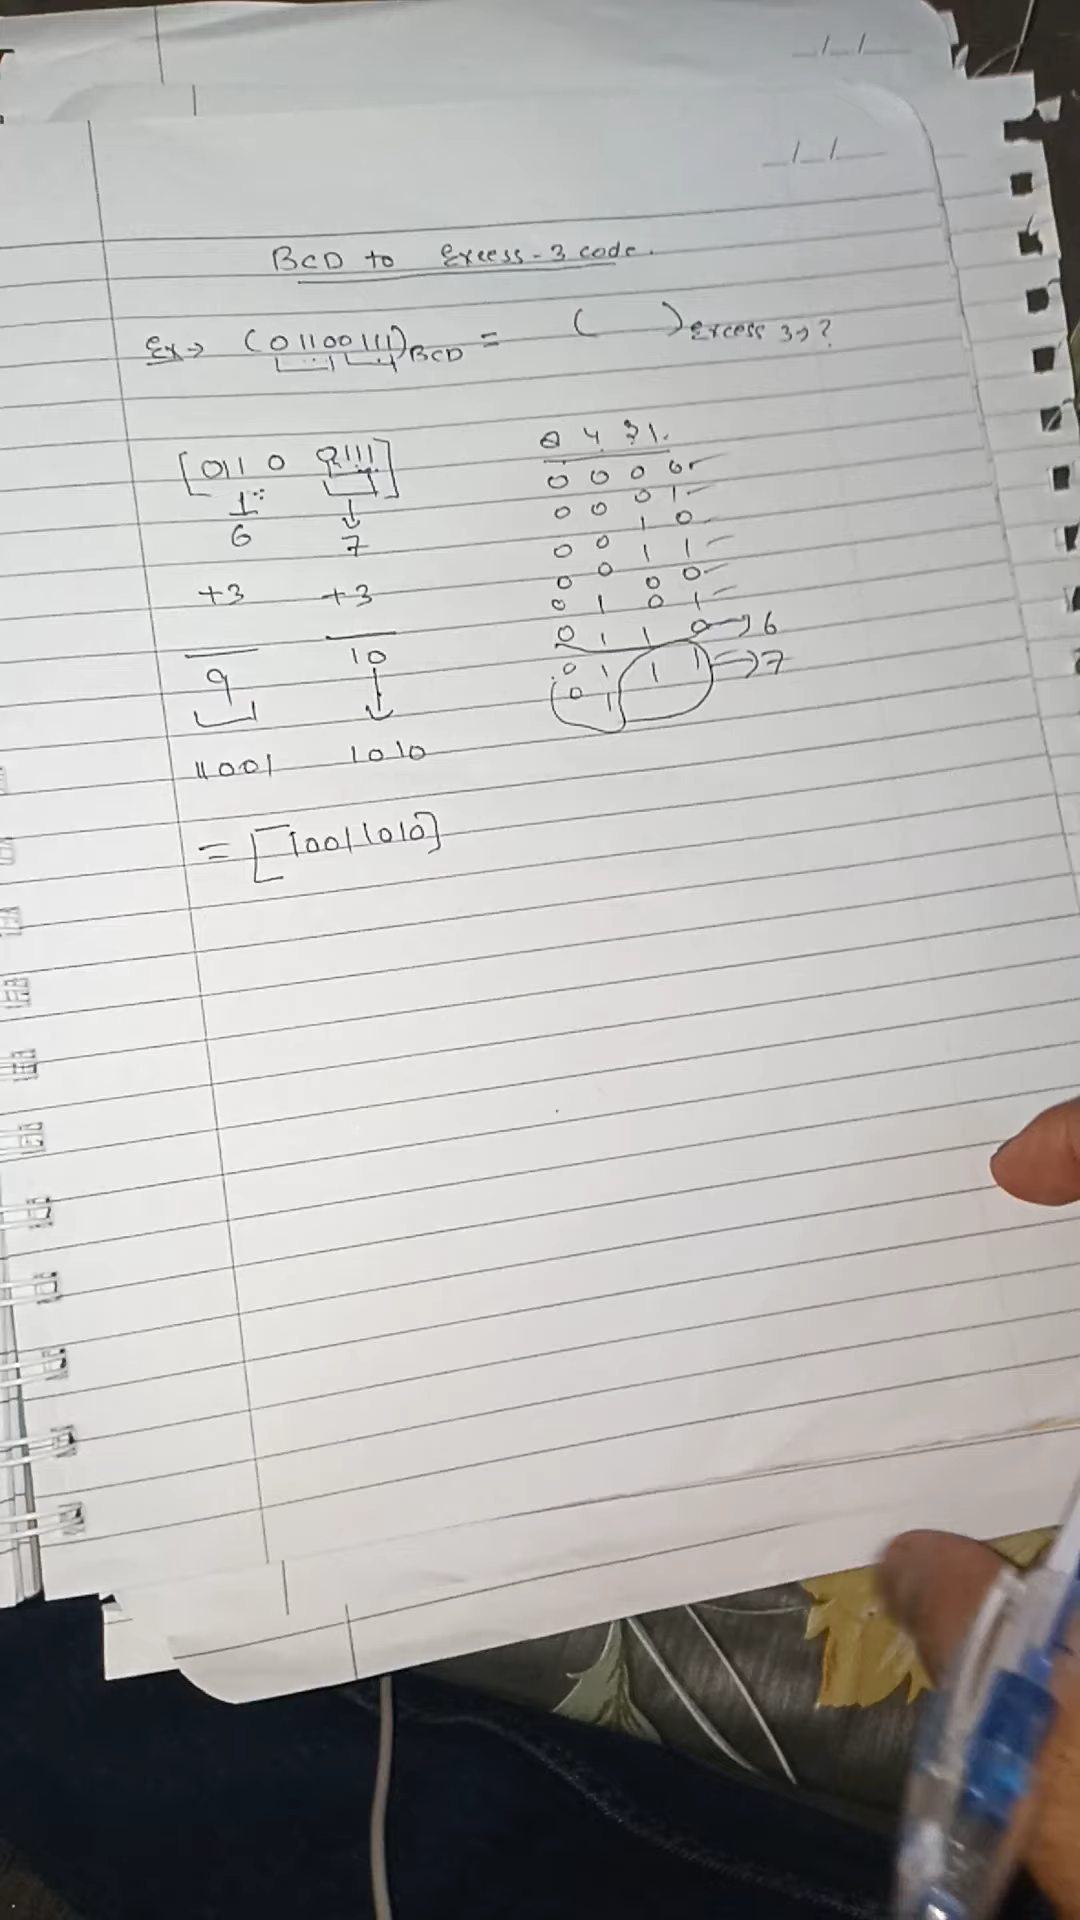 BCD to Excess-3 code.
Ex→ (01100111)BCD = ( )Excess 3→?
[0110 0111]
6 7
+3 +3
9 10
1001 1010
= [10011010]
8 4 2 1.
0 0 0 0
0 0 0 1
0 0 1 0
0 0 1 1
0 1 0 0
0 1 0 1
0 1 1 0 → 6
0 1 1 1 → 7